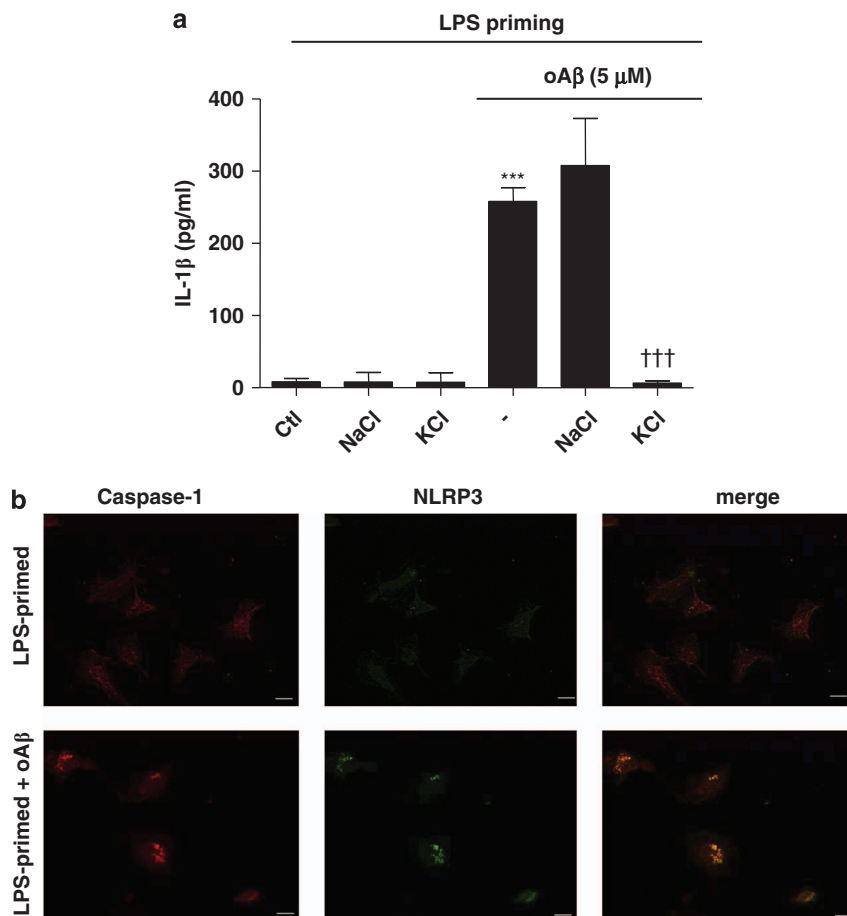 a
LPS priming
oAβ (5 μM)
400
300
200
100
0
IL-1β (pg/ml)
***
†††
Ctl
NaCl
KCl
-
NaCl
KCl
b
Caspase-1
NLRP3
merge
LPS-primed
LPS-primed + oAβ